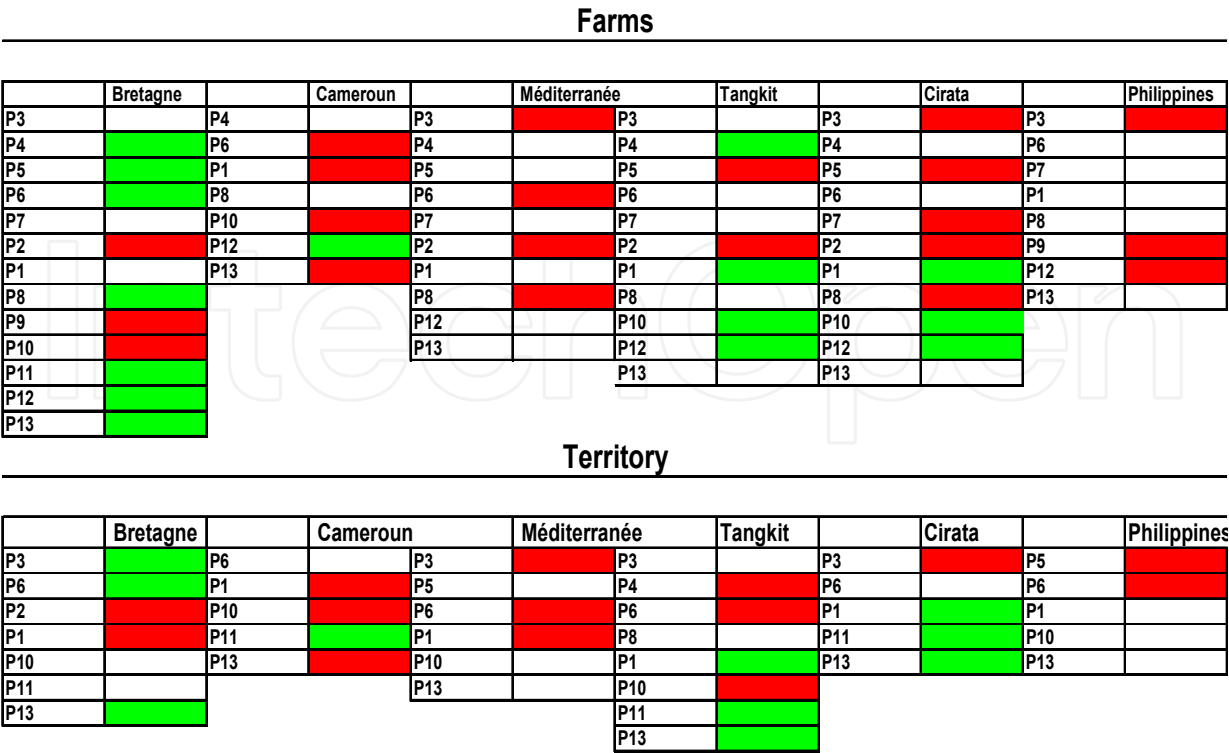 Farms
Bretagne Cameroun Méditerranée Tangkit Cirata Philippines
P3 P4 P3 P3 P3 P3
P4 P6 P4 P4 P4 P6
P5 P1 P5 P5 P5 P7
P6 P8 P6 P6 P6 P1
P7 P10 P7 P7 P7 P8
P2 P12 P2 P2 P2 P9
P1 P13 P1 P1 P1 P12
P8 P8 P8 P8 P13
P9 P12 P10 P10
P10 P13 P12 P12
P11 P13 P13
P12
P13
IntechOpen
Territory
Bretagne Cameroun Méditerranée Tangkit Cirata Philippines
P3 P6 P3 P3 P3 P5
P6 P1 P5 P4 P6 P6
P2 P10 P6 P6 P1 P1
P1 P11 P1 P8 P11 P10
P10 P13 P10 P1 P13 P13
P11 P13 P10
P13 P11
P13